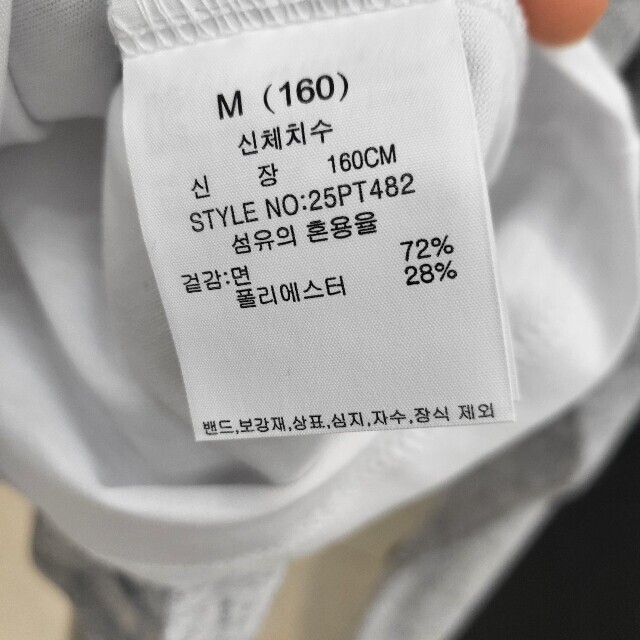 M (160)
신체치수
신 장 160CM
STYLE NO:25PT482
섬유의 혼용율
겉감:면 72%
폴리에스터 28%
밴드,보강재,상표,심지,자수,장식 제외